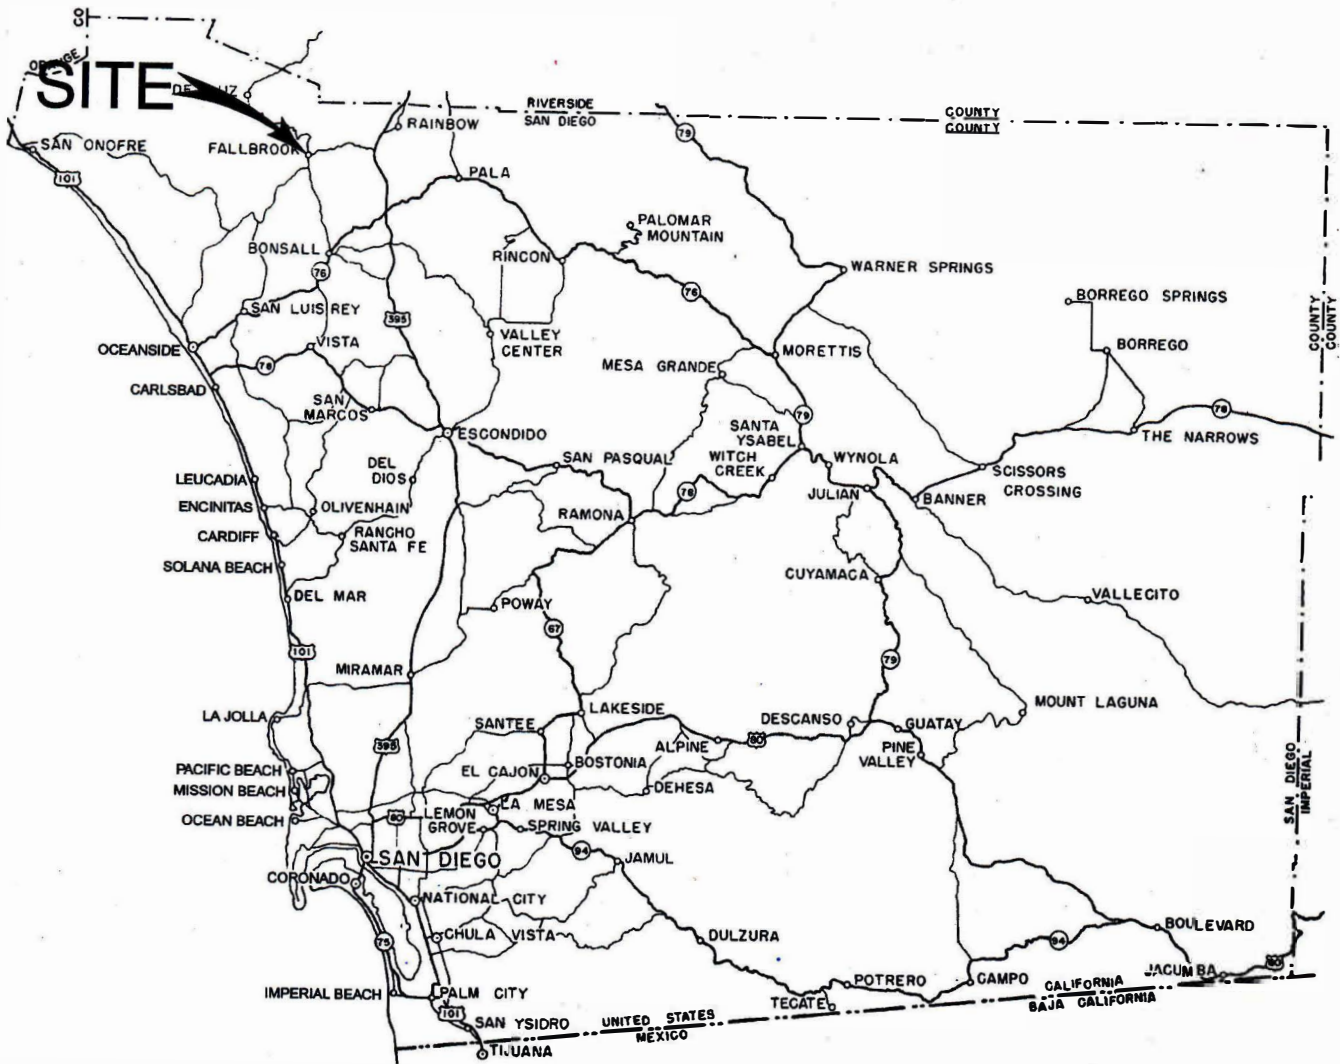 CO
ORANGE
SITE
DE LUZ
RIVERSIDE
SAN DIEGO
COUNTY
COUNTY
79
RAINBOW
SAN ONOFRE
FALLBROOK
101
PALA
PALOMAR
MOUNTAIN
BONSALL
RINCON
76
76
WARNER SPRINGS
BORREGO SPRINGS
SAN LUIS REY
395
COUNTY
COUNTY
OCEANSIDE
VISTA
VALLEY
CENTER
MORETTIS
BORREGO
78
MESA GRANDE
CARLSBAD
SAN
MARCOS
79
78
SANTA
YSABEL
ESCONDIDO
THE NARROWS
DEL
DIOS
SAN PASQUAL
WITCH
CREEK
WYNOLA
SCISSORS
CROSSING
LEUCADIA
78
JULIAN
BANNER
ENCINITAS
OLIVENHAIN
RAMONA
CARDIFF
RANCHO
SANTA FE
SOLANA BEACH
CUYAMACA
DEL MAR
POWAY
VALLECITO
67
101
79
MIRAMAR
MOUNT LAGUNA
LA JOLLA
LAKESIDE
SANTEE
DESCANSO
GUATAY
395
ALPINE
80
PINE
VALLEY
PACIFIC BEACH
EL CAJON
BOSTONIA
MISSION BEACH
DEHESA
SAN DIEGO
IMPERIAL
OCEAN BEACH
80
LEMON
GROVE
LA MESA
SPRING VALLEY
94
SAN DIEGO
JAMUL
CORONADO
NATIONAL CITY
75
CHULA VISTA
DULZURA
94
BOULEVARD
IMPERIAL BEACH
PALM CITY
POTRERO
CAMPO
JACUMBA
80
101
TECATE
CALIFORNIA
BAJA CALIFORNIA
SAN YSIDRO
UNITED STATES
MEXICO
TIJUANA